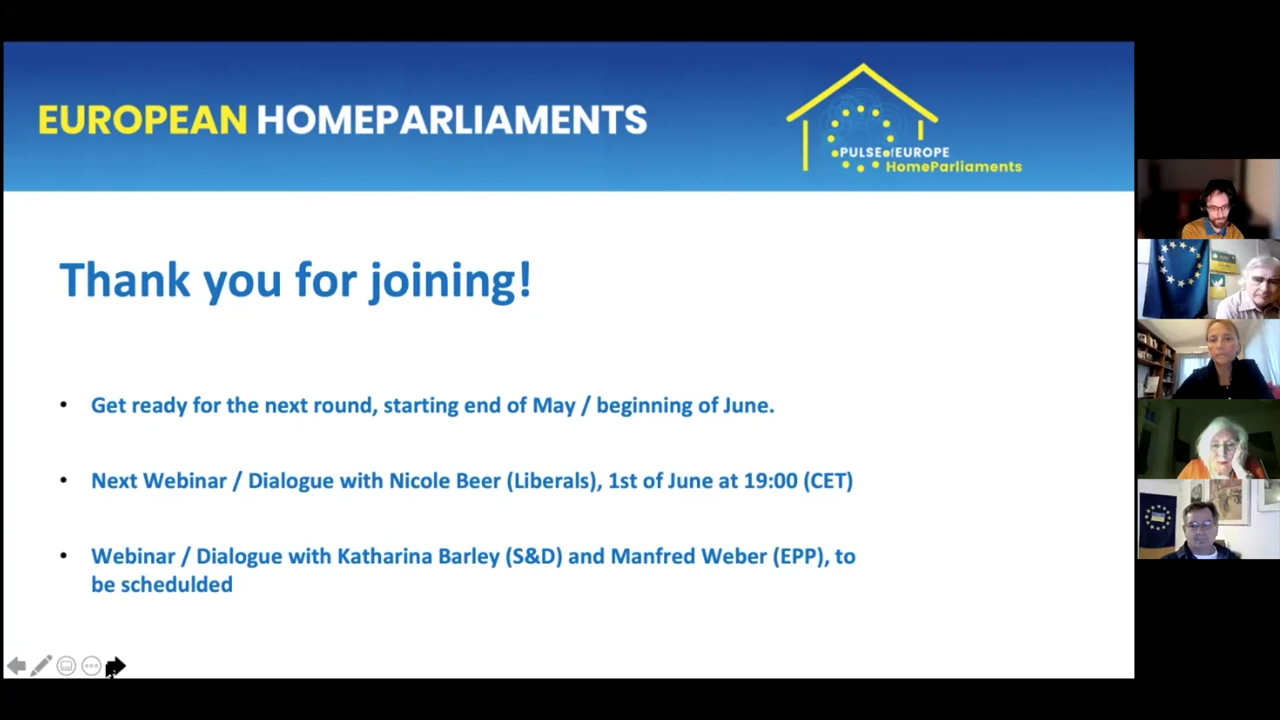 EUROPEAN HOMEPARLIAMENTS
PULSE of EUROPE
HomeParliaments
Thank you for joining!
• Get ready for the next round, starting end of May / beginning of June.
• Next Webinar / Dialogue with Nicole Beer (Liberals), 1st of June at 19:00 (CET)
• Webinar / Dialogue with Katharina Barley (S&D) and Manfred Weber (EPP), to
be schedulded